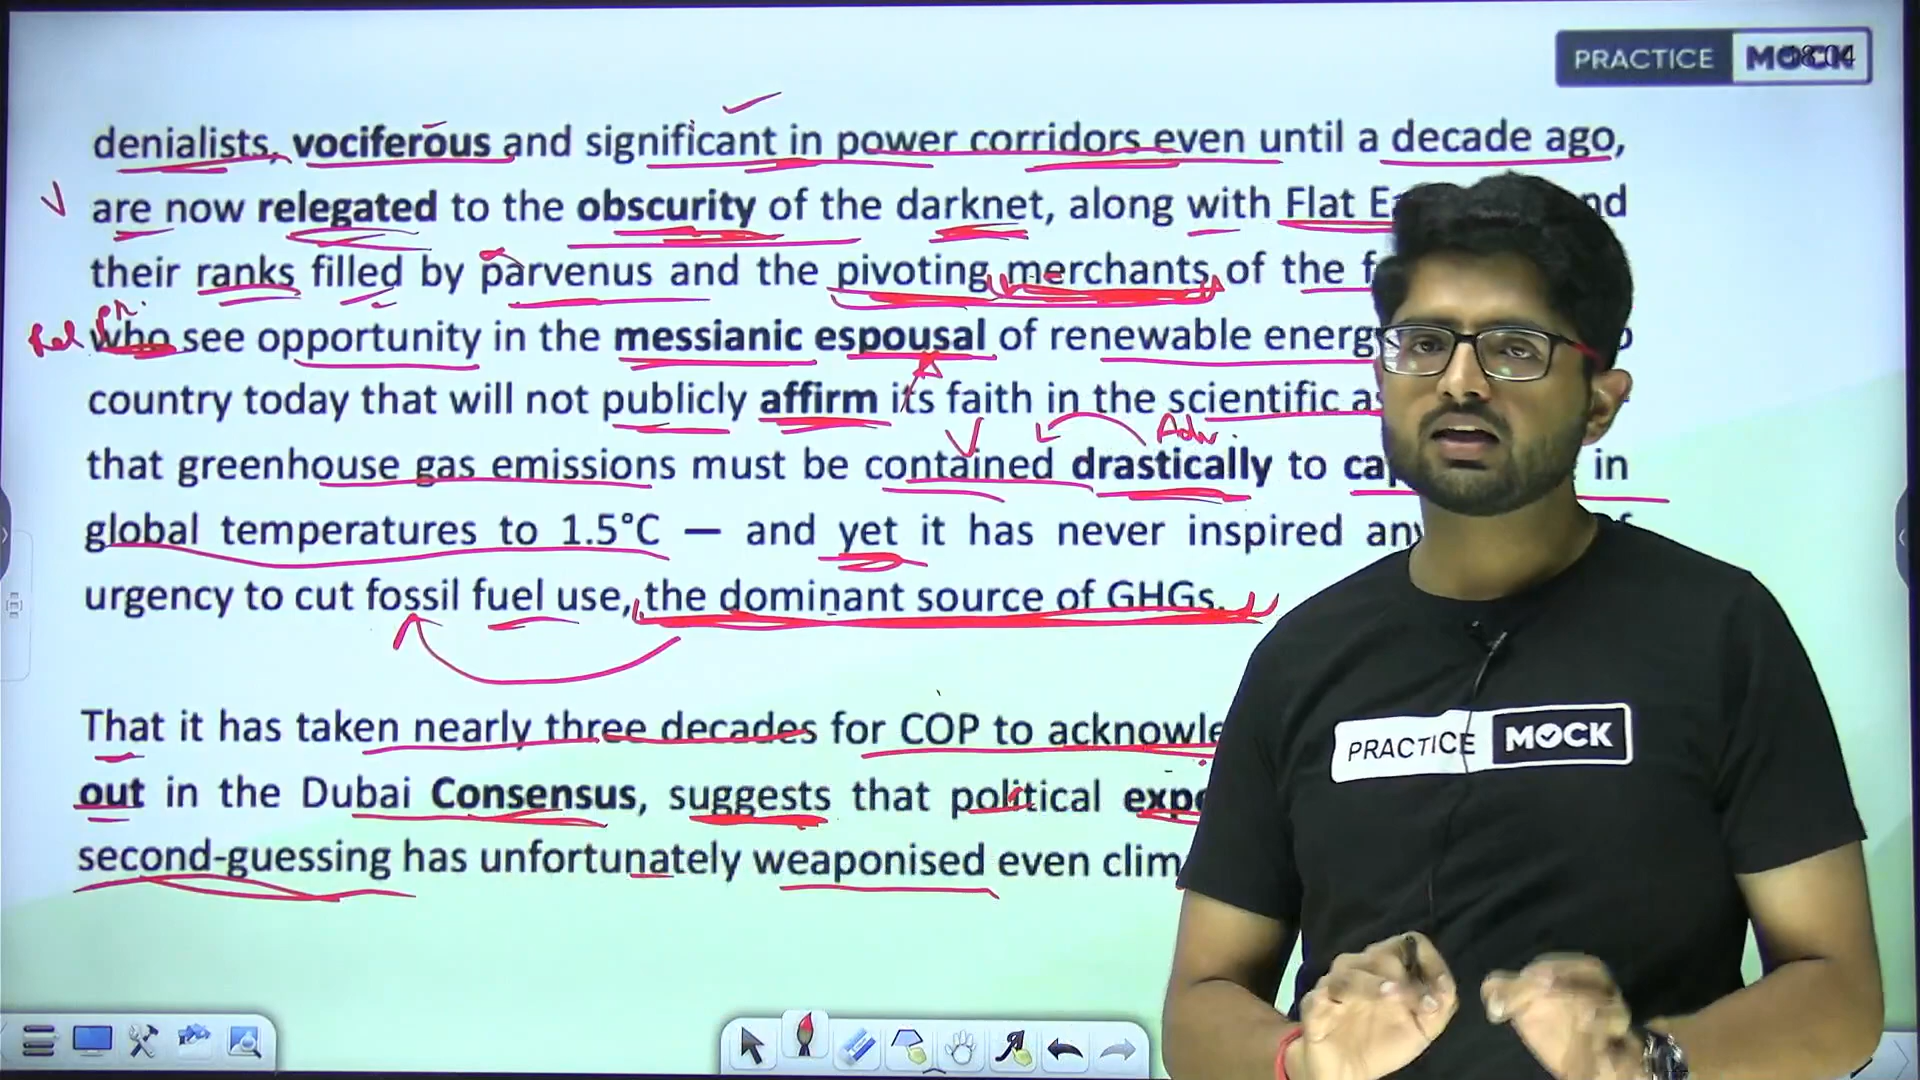 PRACTICE MOCK 18:04
denialists, vociferous and significant in power corridors even until a decade ago,
are now relegated to the obscurity of the darknet, along with Flat
their ranks filled by parvenus and the pivoting merchants of the
Pr.
Rel who see opportunity in the messianic espousal of renewable
country today that will not publicly affirm its faith in the scientific
Adv.
that greenhouse gas emissions must be contained drastically to in
global temperatures to 1.5°C — and yet it has never inspired
urgency to cut fossil fuel use, the dominant source of GHGs.
That it has taken nearly three decades for COP to
out in the Dubai Consensus, suggests that political
second-guessing has unfortunately weaponised even
PRACTICE MOCK